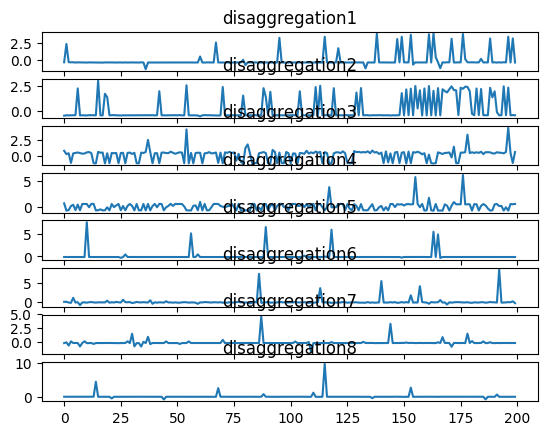 disaggregation1
2.5
0.0
disaggregation2
2.5
0.0
disaggregation3
2.5
0.0
disaggregation4
5
0
disaggregation5
5
0
disaggregation6
5
0
disaggregation7
5.0
2.5
0.0
disaggregation8
10
0
0 25 50 75 100 125 150 175 200